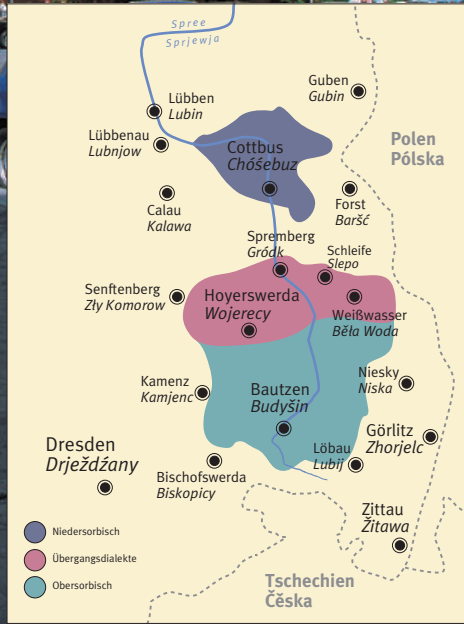 Spree
Sprjewja
Guben
Gubin
Lübben
Lubin
Lübbenau
Lubnjow
Cottbus
Chóśebuz
Polen
Pólska
Calau
Kalawa
Forst
Baršć
Spremberg
Gródk
Schleife
Slepo
Senftenberg
Zły Komorow
Hoyerswerda
Wojerecy
Weißwasser
Běła Woda
Kamenz
Kamjenc
Bautzen
Budyšin
Niesky
Niska
Görlitz
Zhorjelc
Dresden
Drježdźany
Löbau
Lubij
Bischofswerda
Biskopicy
Zittau
Žitawa
Niedersorbisch
Übergangsdialekte
Obersorbisch
Tschechien
Čěska